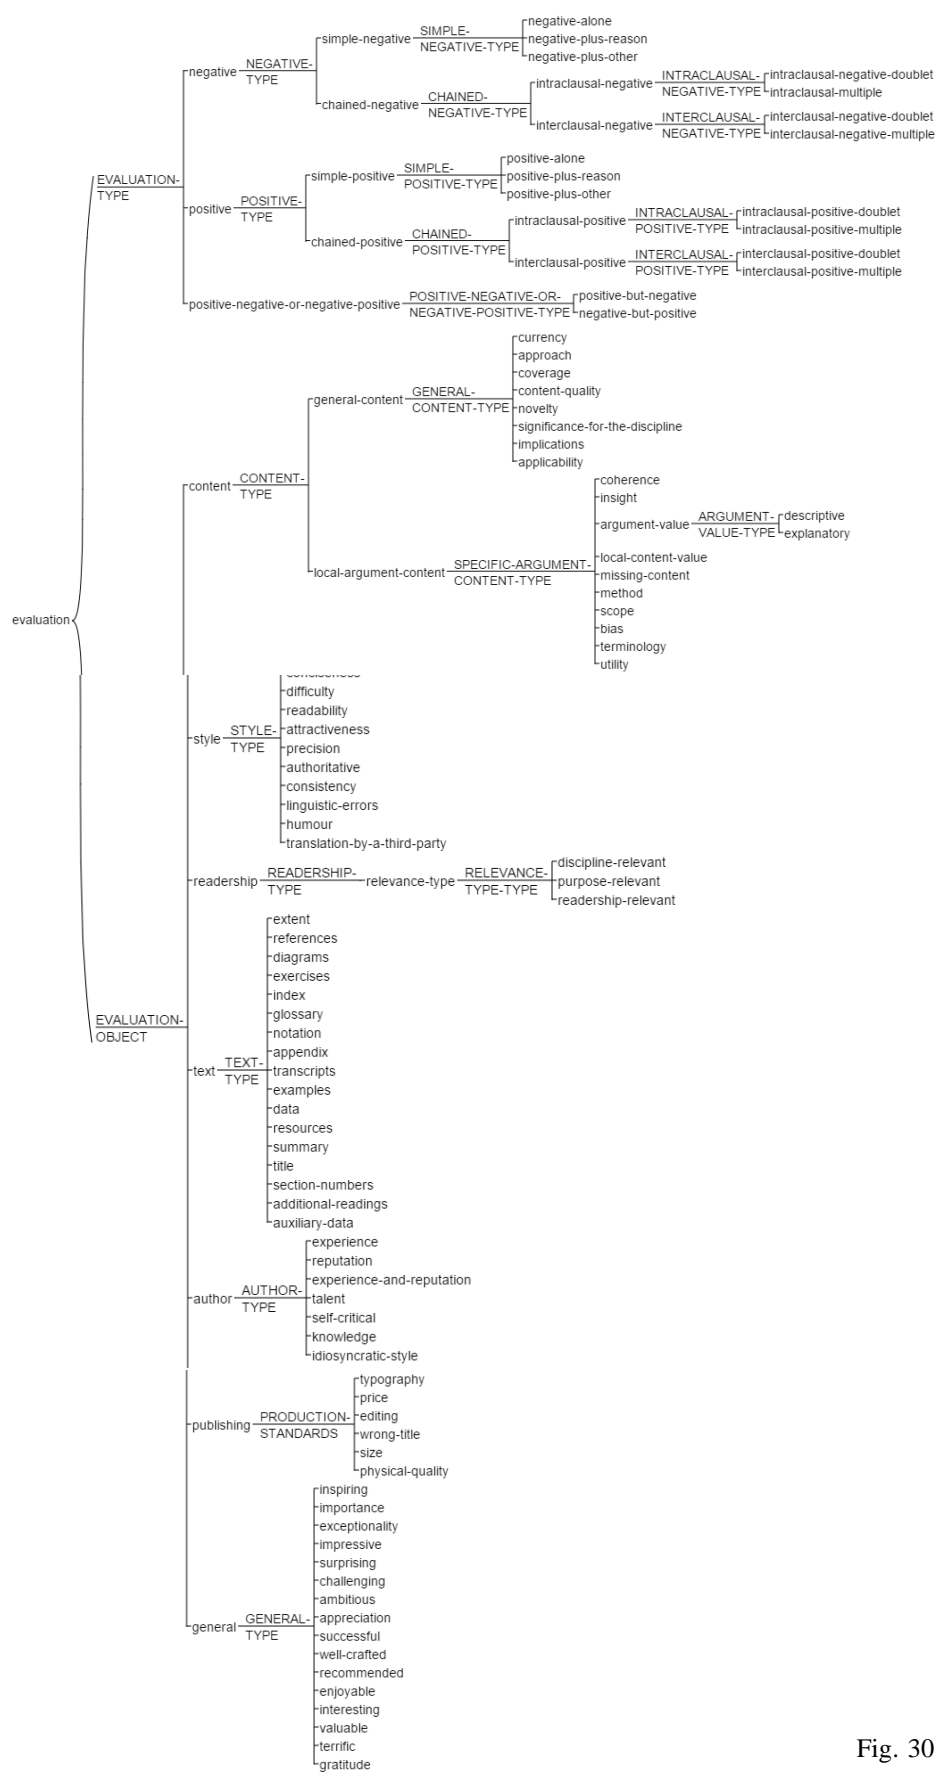 negative-alone
simple-negative SIMPLE- negative-plus-reason
NEGATIVE-TYPE negative-plus-other
negative NEGATIVE-
TYPE
intraclausal-negative INTRACLAUSAL- intraclausal-negative-doublet
NEGATIVE-TYPE intraclausal-multiple
chained-negative CHAINED-
NEGATIVE-TYPE
interclausal-negative INTERCLAUSAL- interclausal-negative-doublet
NEGATIVE-TYPE interclausal-negative-multiple
EVALUATION-
TYPE
positive-alone
simple-positive SIMPLE- positive-plus-reason
POSITIVE-TYPE positive-plus-other
positive POSITIVE-
TYPE
intraclausal-positive INTRACLAUSAL- intraclausal-positive-doublet
POSITIVE-TYPE intraclausal-positive-multiple
chained-positive CHAINED-
POSITIVE-TYPE
interclausal-positive INTERCLAUSAL- interclausal-positive-doublet
POSITIVE-TYPE interclausal-positive-multiple
positive-negative-or-negative-positive POSITIVE-NEGATIVE-OR- positive-but-negative
NEGATIVE-POSITIVE-TYPE negative-but-positive
currency
approach
coverage
general-content GENERAL- content-quality
CONTENT-TYPE novelty
significance-for-the-discipline
implications
applicability
content CONTENT-
TYPE
coherence
insight
argument-value ARGUMENT- descriptive
VALUE-TYPE explanatory
local-content-value
local-argument-content SPECIFIC-ARGUMENT-
CONTENT-TYPE missing-content
method
scope
bias
terminology
utility
evaluation
difficulty
readability
attractiveness
style STYLE-
TYPE precision
authoritative
consistency
linguistic-errors
humour
translation-by-a-third-party
discipline-relevant
readership READERSHIP- relevance-type RELEVANCE- purpose-relevant
TYPE TYPE-TYPE readership-relevant
extent
references
diagrams
exercises
index
glossary
EVALUATION-
OBJECT
notation
appendix
text TEXT- transcripts
TYPE
examples
data
resources
summary
title
section-numbers
additional-readings
auxiliary-data
experience
reputation
experience-and-reputation
author AUTHOR- talent
TYPE
self-critical
knowledge
idiosyncratic-style
typography
price
publishing PRODUCTION- editing
STANDARDS wrong-title
size
physical-quality
inspiring
importance
exceptionality
impressive
surprising
challenging
ambitious
general GENERAL- appreciation
TYPE successful
well-crafted
recommended
enjoyable
interesting
valuable
terrific
gratitude
Fig. 30